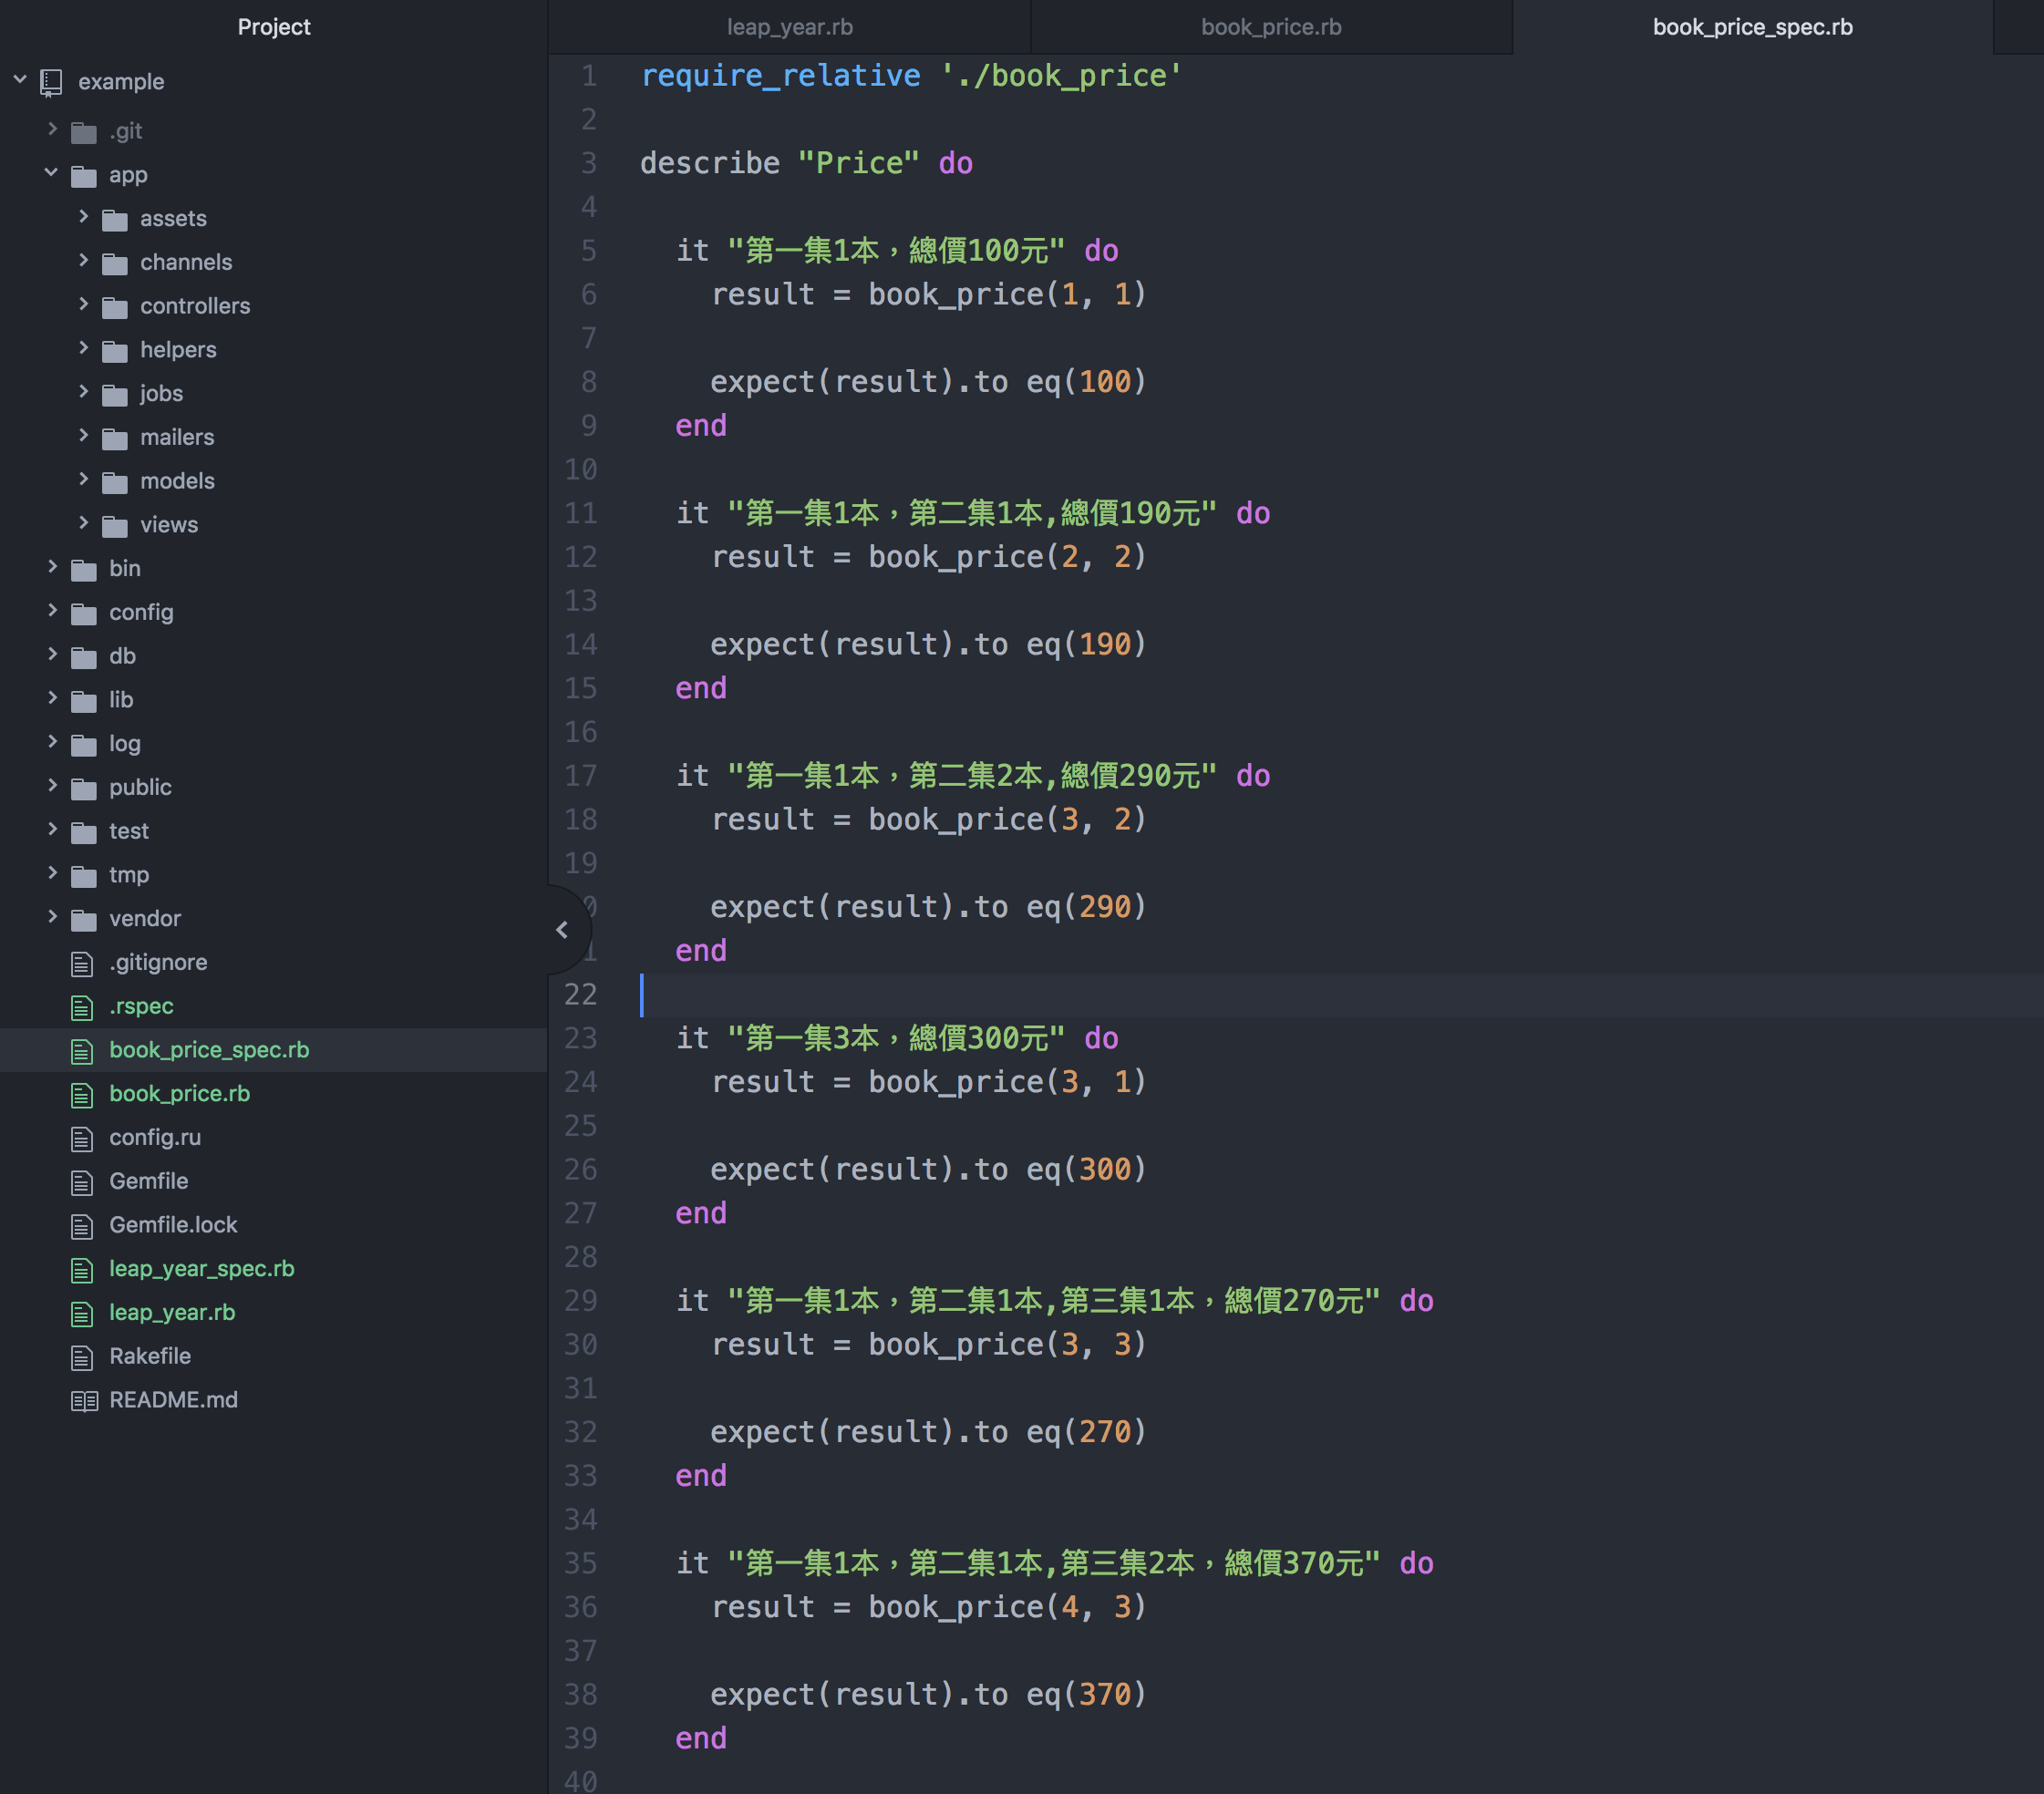 Project
example
.git
app
assets
channels
controllers
helpers
jobs
mailers
models
views
bin
config
db
lib
log
public
test
tmp
vendor
.gitignore
.rspec
book_price_spec.rb
book_price.rb
config.ru
Gemfile
Gemfile.lock
leap_year_spec.rb
leap_year.rb
Rakefile
README.md
leap_year.rb book_price.rb book_price_spec.rb
1 require_relative './book_price'
2
3 describe "Price" do
4
5 it "第一集1本，總價100元" do
6 result = book_price(1, 1)
7
8 expect(result).to eq(100)
9 end
10
11 it "第一集1本，第二集1本,總價190元" do
12 result = book_price(2, 2)
13
14 expect(result).to eq(190)
15 end
16
17 it "第一集1本，第二集2本,總價290元" do
18 result = book_price(3, 2)
19
0 expect(result).to eq(290)
1 end
22
23 it "第一集3本，總價300元" do
24 result = book_price(3, 1)
25
26 expect(result).to eq(300)
27 end
28
29 it "第一集1本，第二集1本,第三集1本，總價270元" do
30 result = book_price(3, 3)
31
32 expect(result).to eq(270)
33 end
34
35 it "第一集1本，第二集1本,第三集2本，總價370元" do
36 result = book_price(4, 3)
37
38 expect(result).to eq(370)
39 end
40